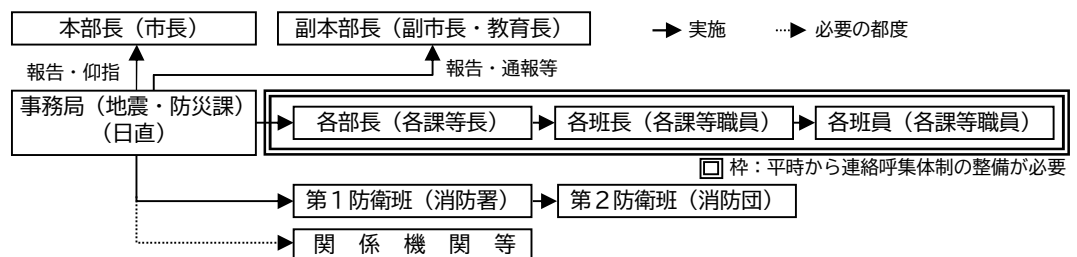 本部長（市長）
副本部長（副市長・教育長）
実施
必要の都度
報告・仰指
報告・通報等
事務局（地震・防災課）
（日直）
各部長（各課等長）
各班長（各課等職員）
各班員（各課等職員）
枠：平時から連絡呼集体制の整備が必要
第１防衛班（消防署）
第２防衛班（消防団）
関　係　機　関　等